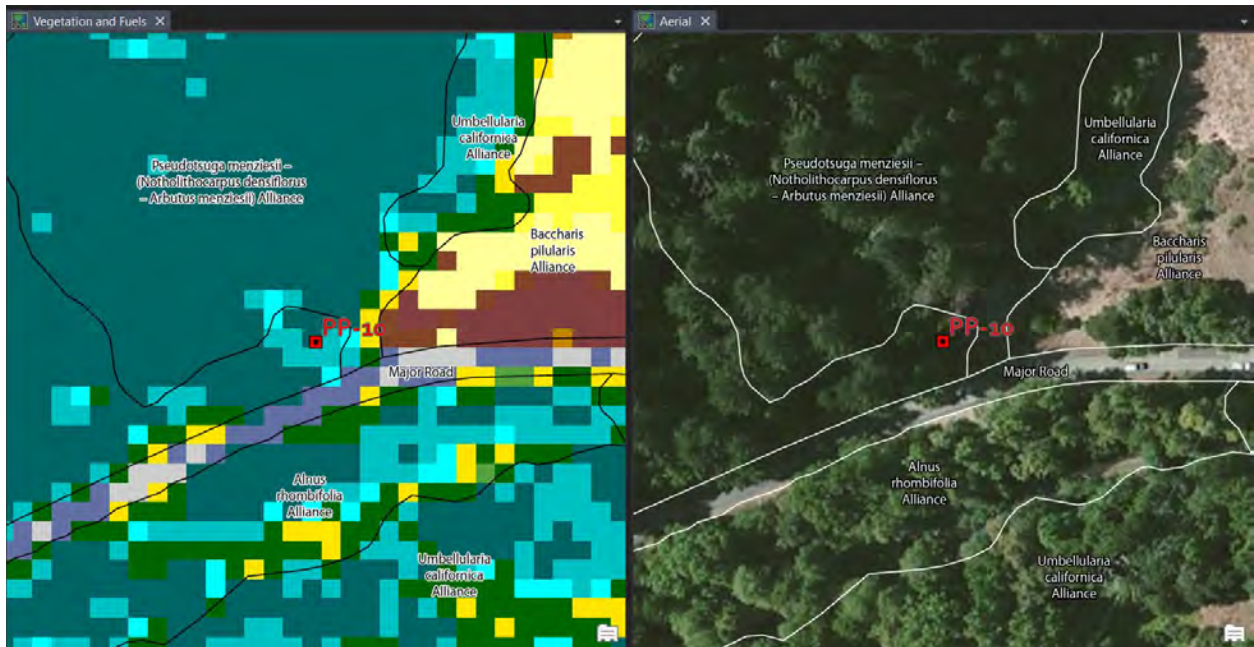 Vegetation and Fuels
Umbellularia
californica
Alliance
Pseudotsuga menziesii –
(Notholithocarpus densiflorus
– Arbutus menziesii) Alliance
Baccharis
pilularis
Alliance
PP-10
Major Road
Alnus
rhombifolia
Alliance
Umbellularia
californica
Alliance
Aerial
Umbellularia
californica
Alliance
Pseudotsuga menziesii –
(Notholithocarpus densiflorus
– Arbutus menziesii) Alliance
Baccharis
pilularis
Alliance
PP-10
Major Road
Alnus
rhombifolia
Alliance
Umbellularia
californica
Alliance